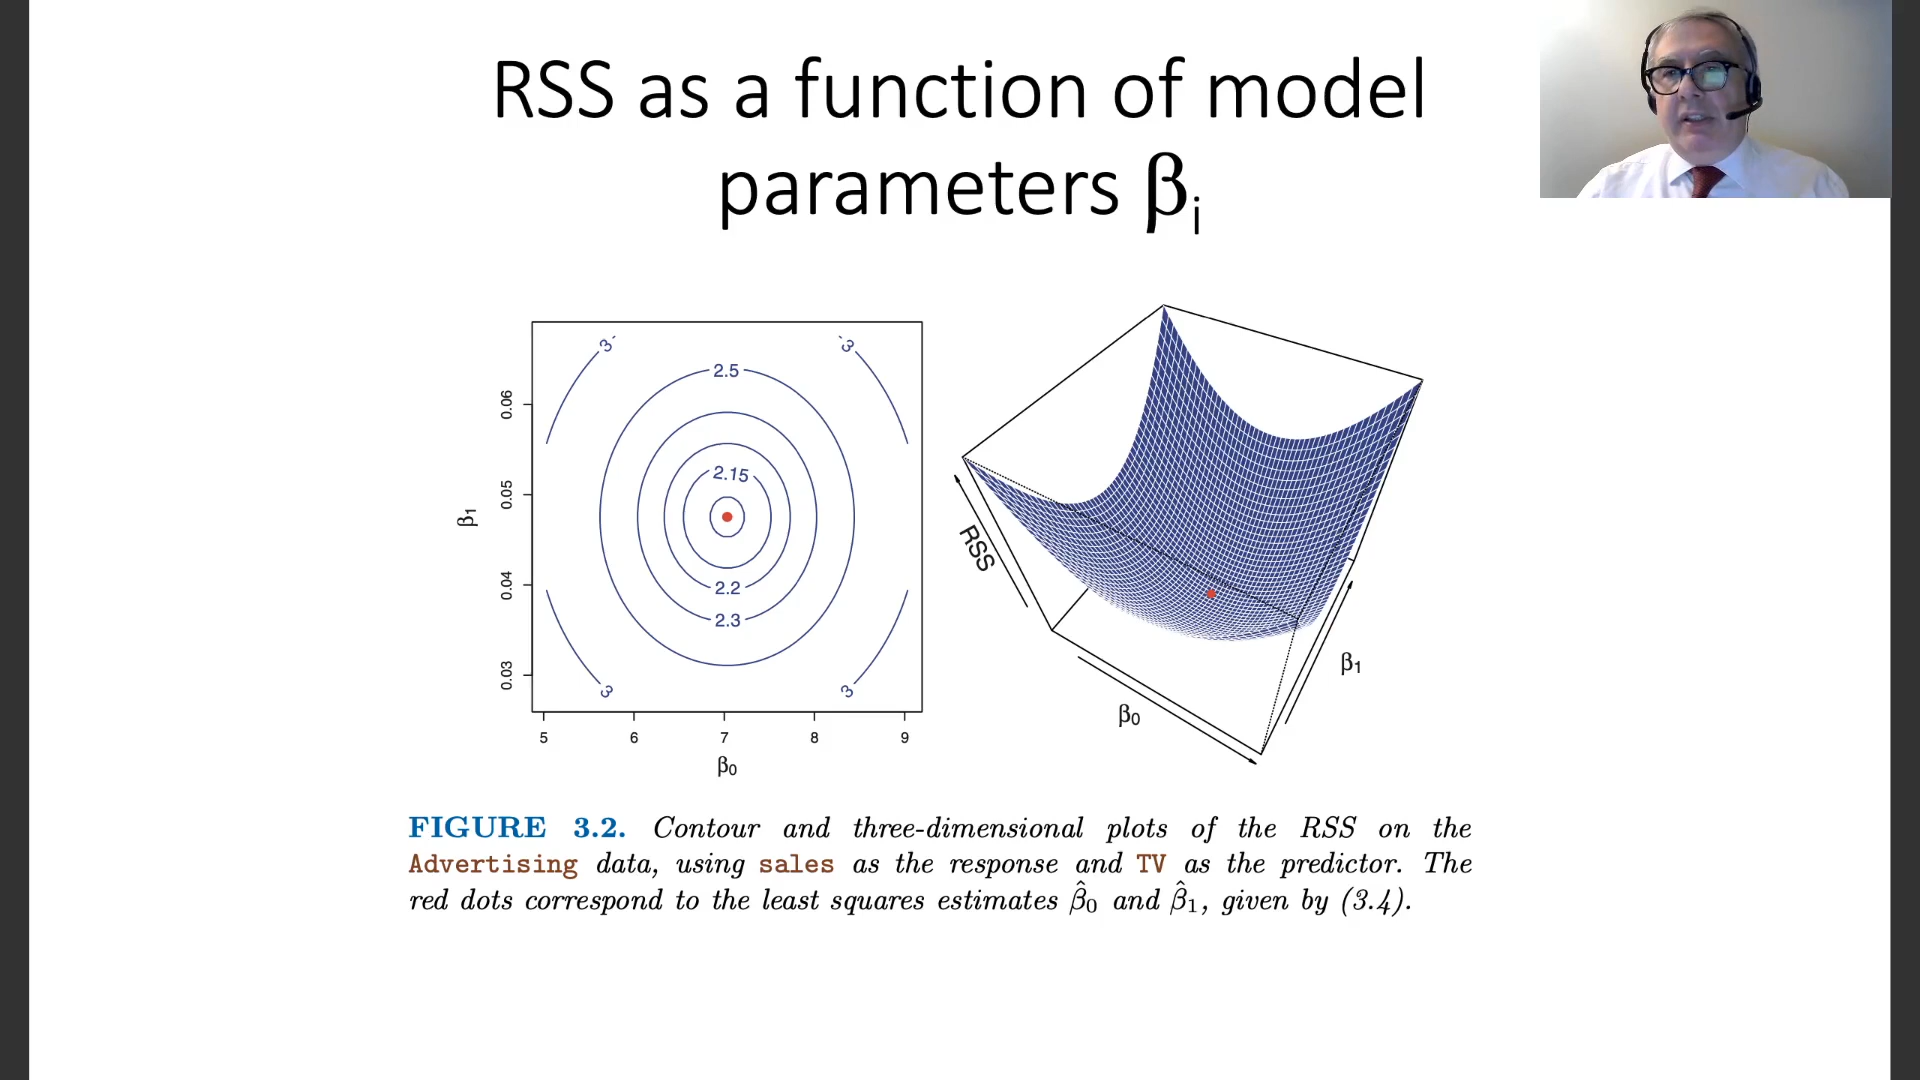 RSS as a function of model
parameters βi
3
3
2.5
2.15
2.2
2.3
3
3
0.06
0.05
0.04
0.03
β1
5 6 7 8 9
β0
RSS
β1
β0
FIGURE 3.2. Contour and three-dimensional plots of the RSS on the
Advertising data, using sales as the response and TV as the predictor. The
red dots correspond to the least squares estimates β̂0 and β̂1, given by (3.4).